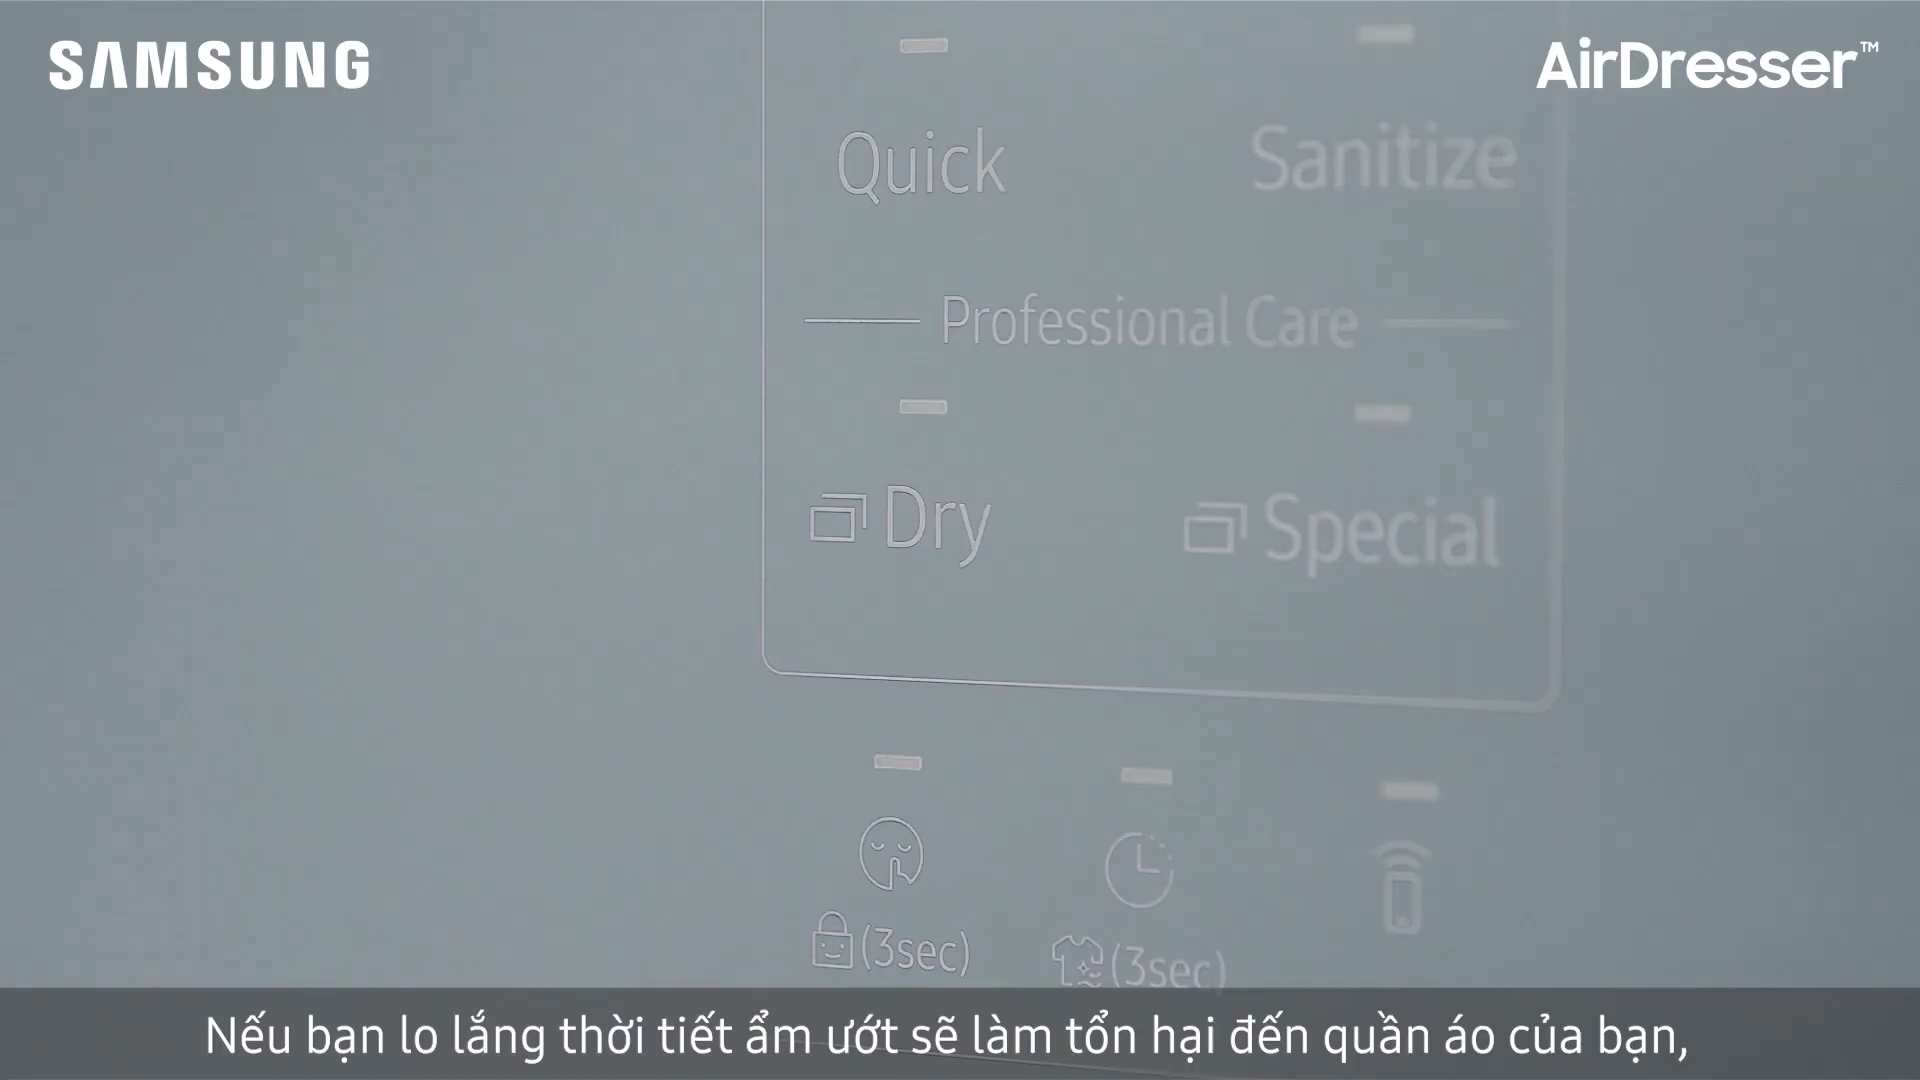 SAMSUNG
AirDresser™
Quick
Sanitize
Professional Care
Dry
Special
(3sec)
(3sec)
Nếu bạn lo lắng thời tiết ẩm ướt sẽ làm tổn hại đến quần áo của bạn,